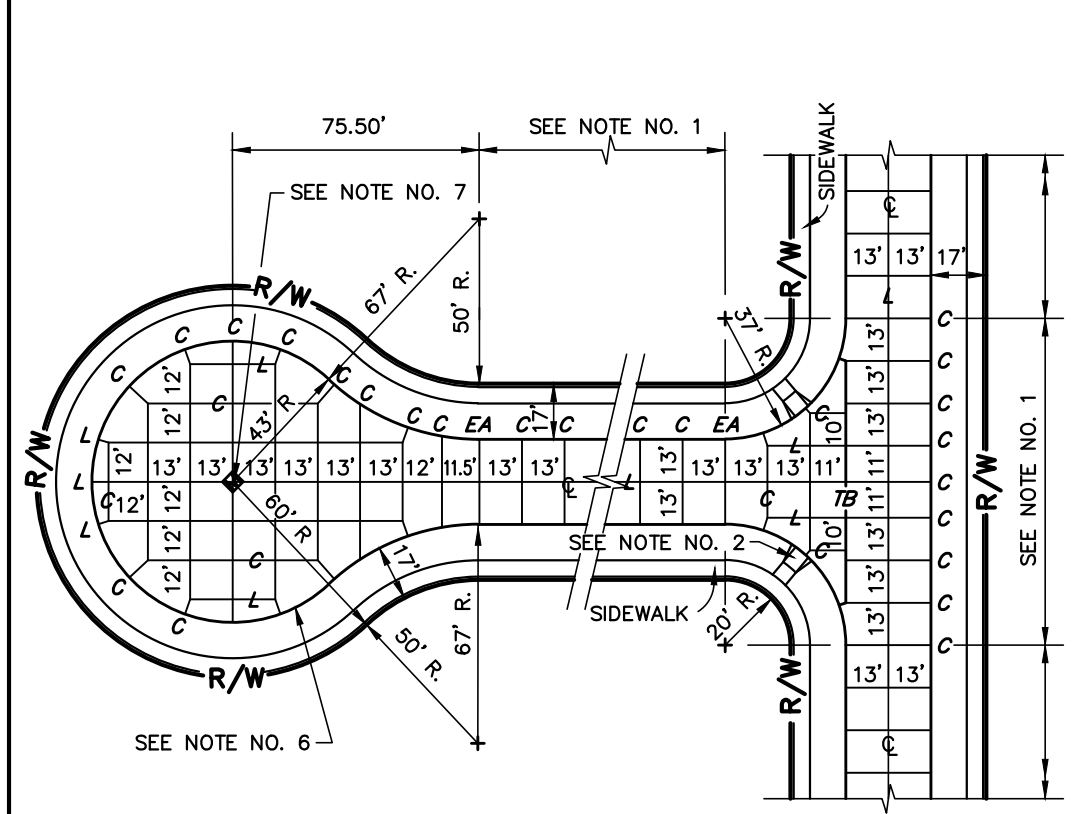 75.50'
SEE NOTE NO. 1
SIDEWALK
SEE NOTE NO. 7
R/W
67' R.
50' R.
R/W
℄
13' 13' 17'
L
37' R.
C
C C C
13'
C
12'
L
C
13'
C
12'
C
43' R
C
C C EA C C C C EA
17'
C
10'
13'
C
L
R/W
12'
L
12' 13' 13' 13' 13' 13' 13' 12' 11.5' 13' 13' 13' 13' 13' 13' 11' 11'
C
L
℄
L
R/W
SEE NOTE NO. 1
C
12'
12'
13'
C
TB
11'
60' R
L
L
C
12'
SEE NOTE NO. 2
10'
C
13'
C
17'
C
12'
13'
C
C
L
SIDEWALK
20' R.
13'
C
C
50' R.
67' R.
C
R/W
R/W
13' 13'
SEE NOTE NO. 6
℄